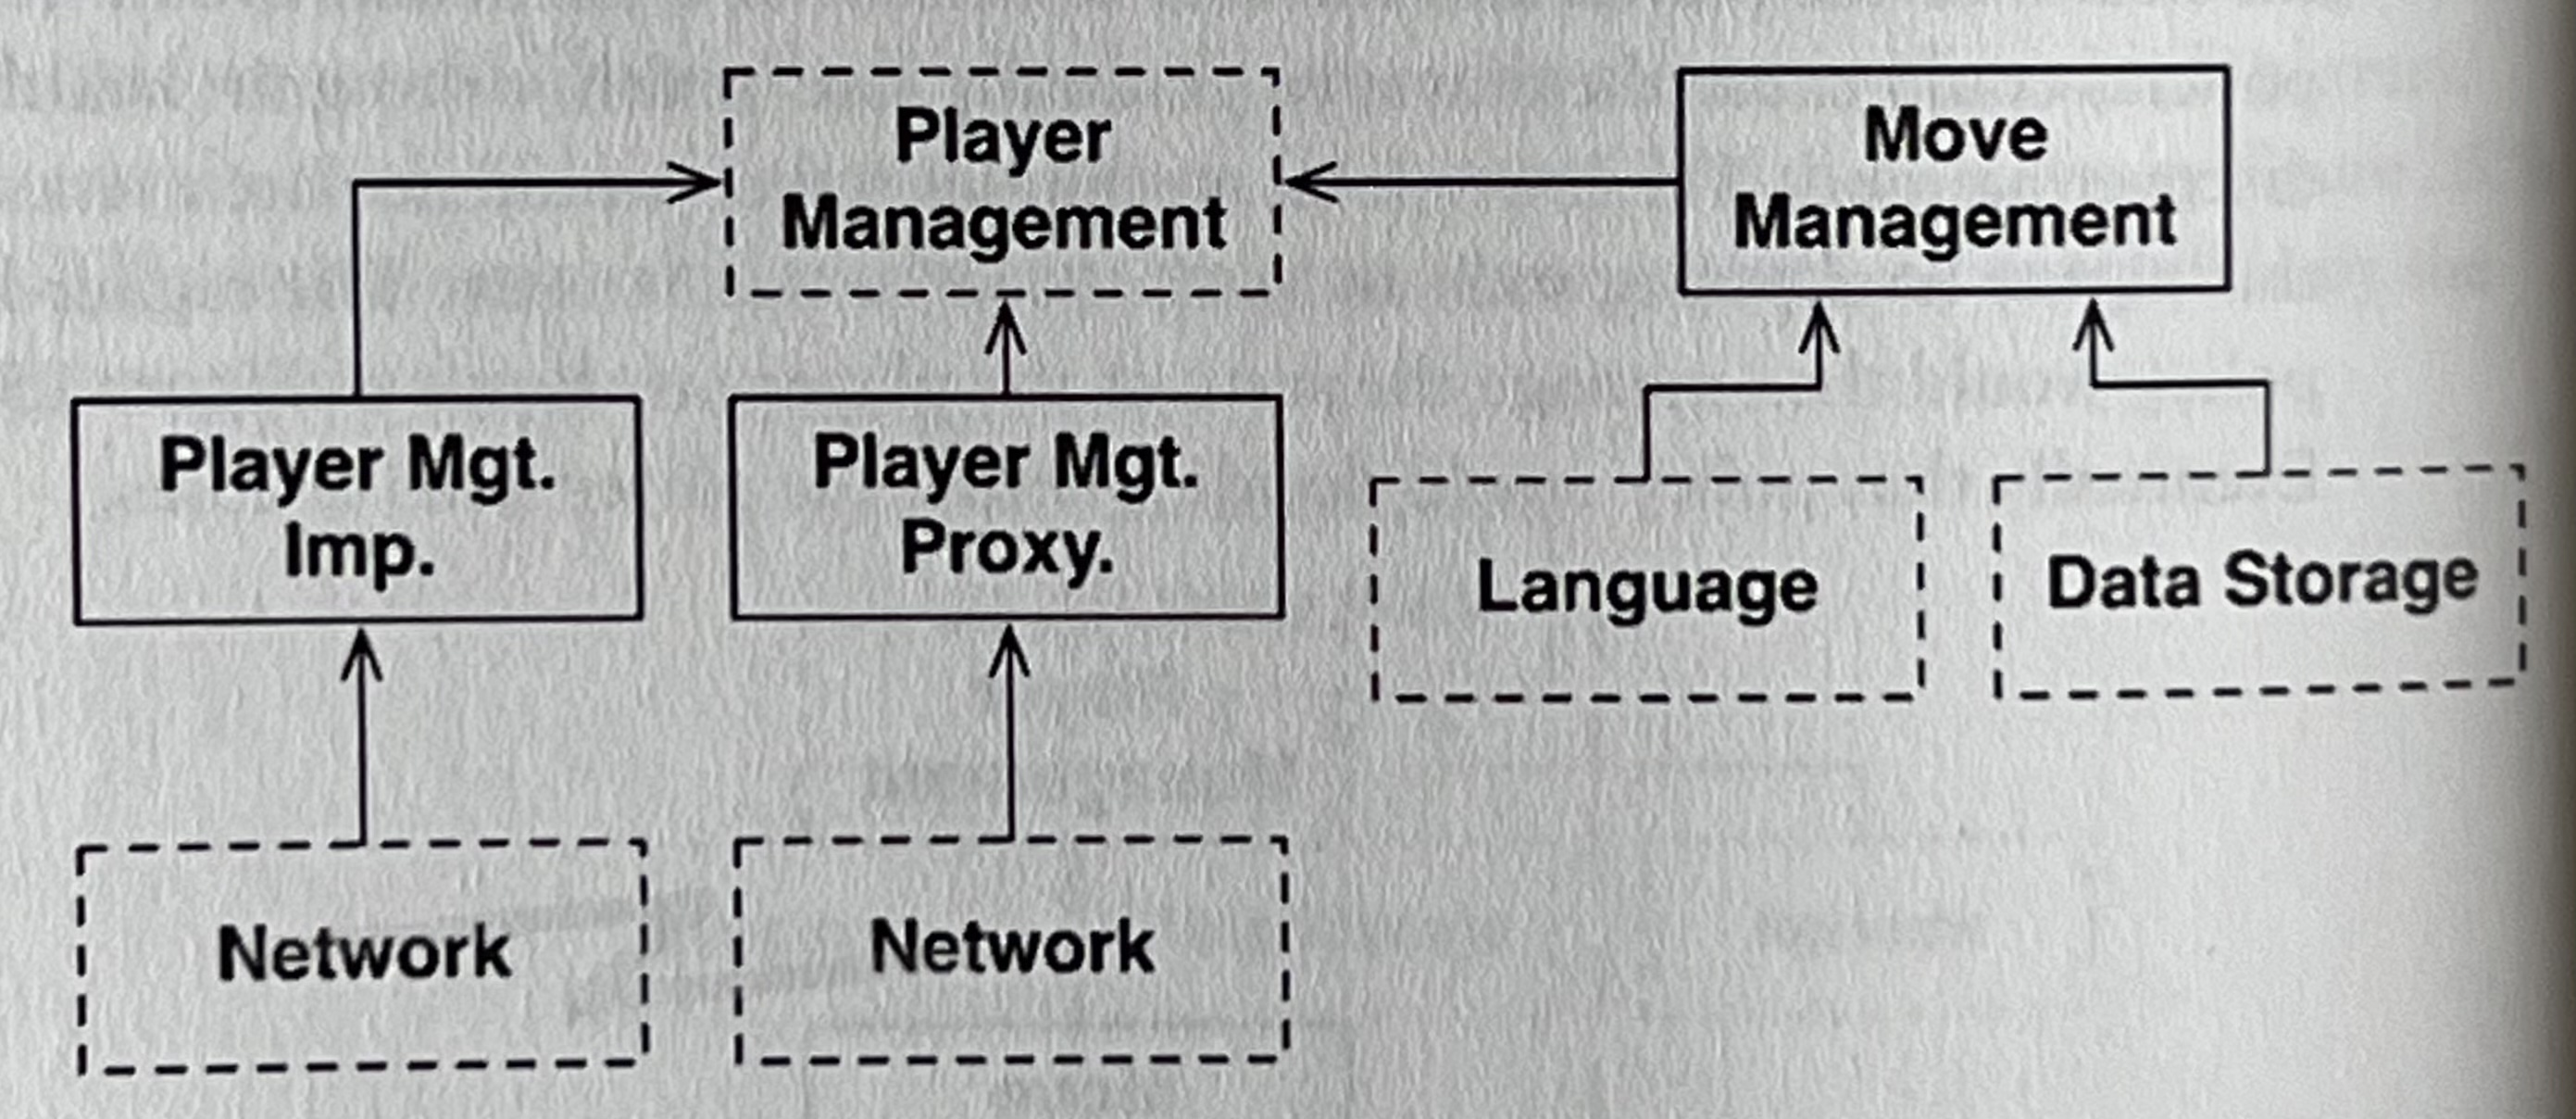 Player
Management
Move
Management
Player Mgt.
Imp.
Player Mgt.
Proxy.
Language
Data Storage
Network
Network